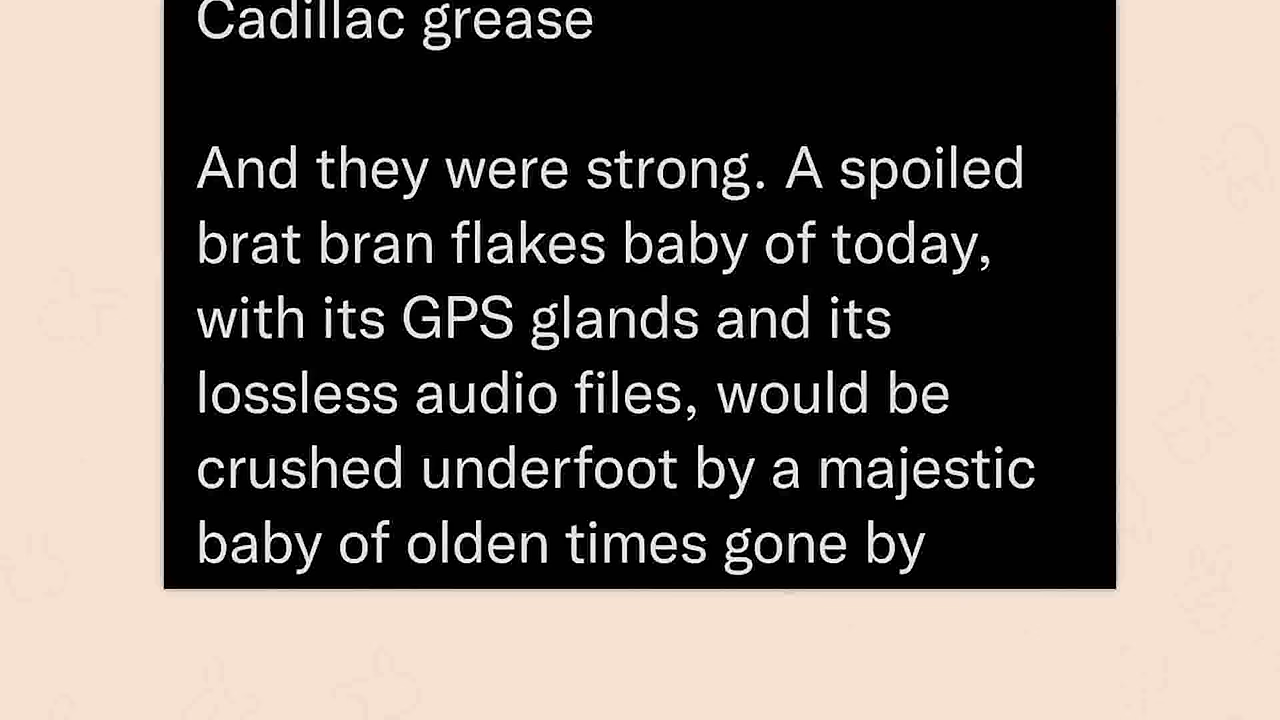 Cadillac grease
And they were strong. A spoiled
brat bran flakes baby of today,
with its GPS glands and its
lossless audio files, would be
crushed underfoot by a majestic
baby of olden times gone by